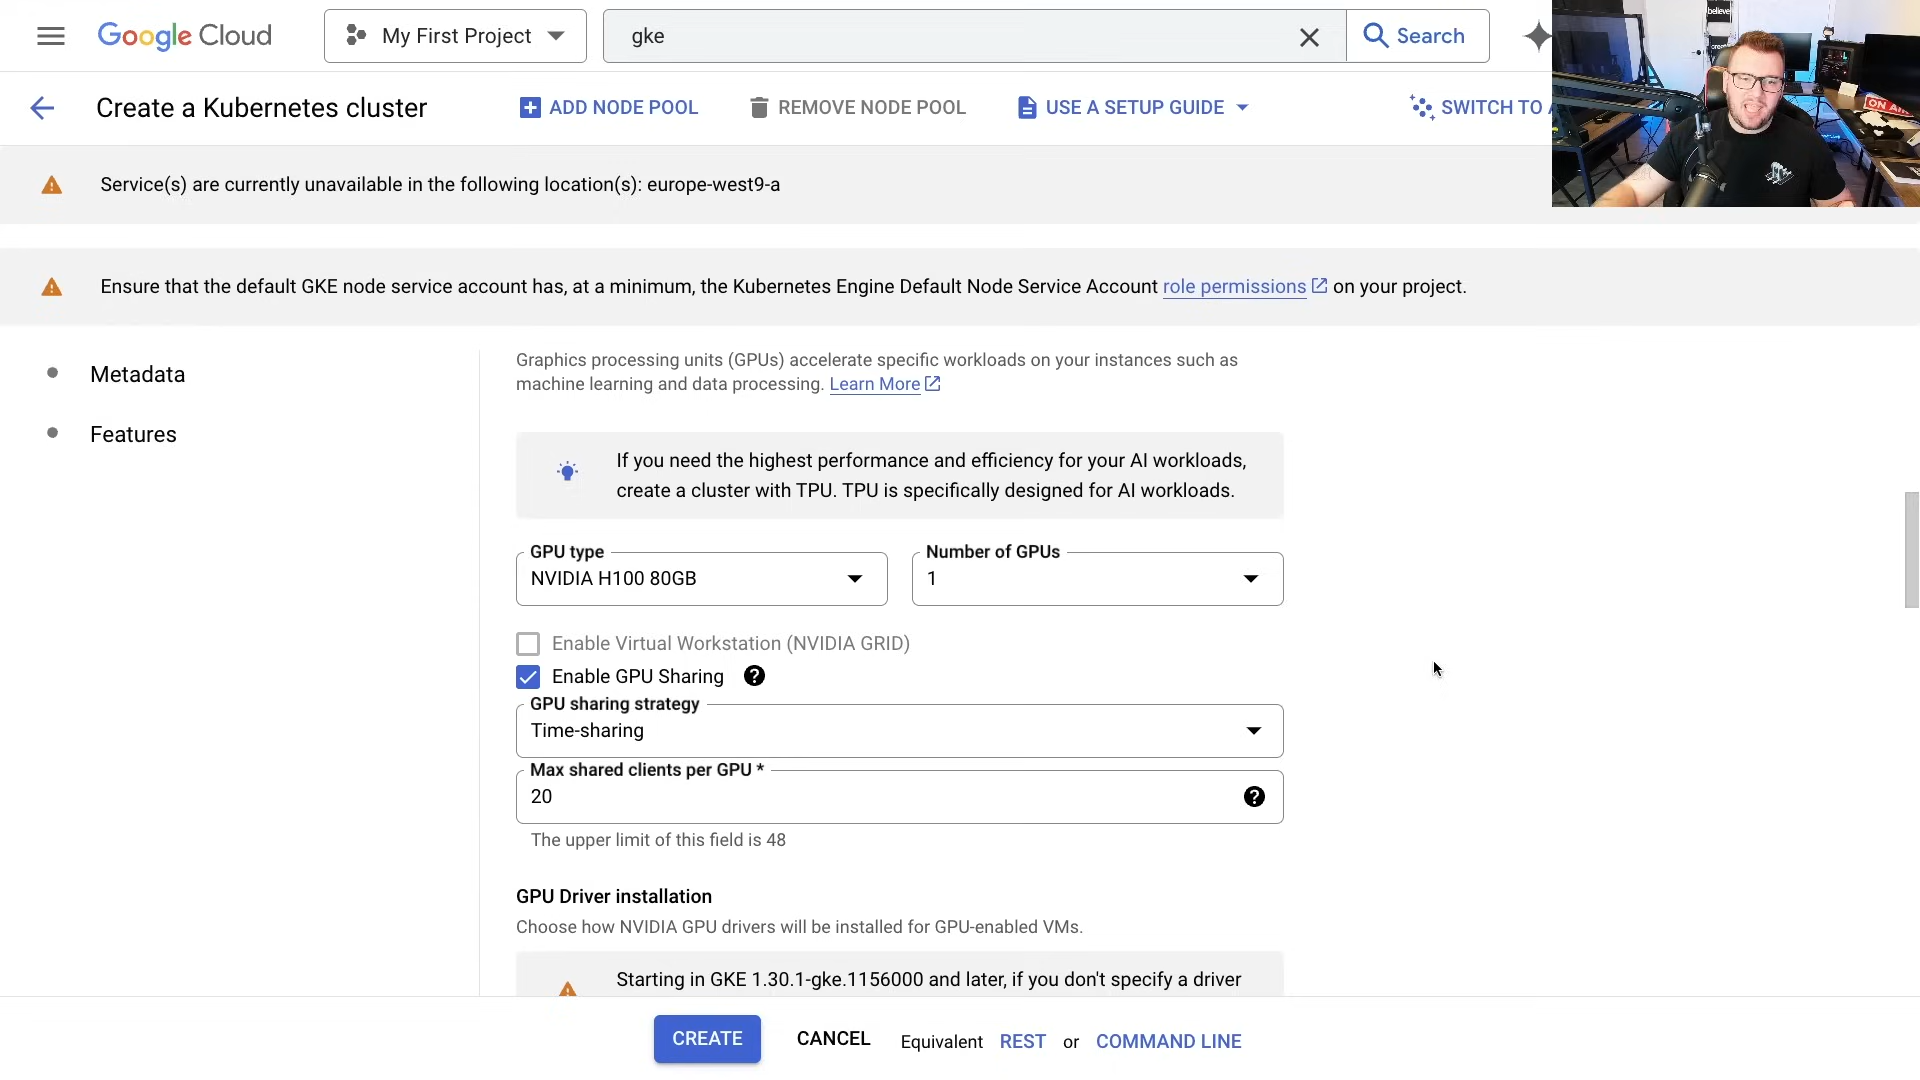 Google Cloud
My First Project
gke
Search
believe
Create a Kubernetes cluster
ADD NODE POOL
REMOVE NODE POOL
USE A SETUP GUIDE
SWITCH TO
ON AIR
Service(s) are currently unavailable in the following location(s): europe-west9-a
Ensure that the default GKE node service account has, at a minimum, the Kubernetes Engine Default Node Service Account role permissions on your project.
Metadata
Features
Graphics processing units (GPUs) accelerate specific workloads on your instances such as
machine learning and data processing. Learn More
If you need the highest performance and efficiency for your AI workloads,
create a cluster with TPU. TPU is specifically designed for AI workloads.
GPU type
NVIDIA H100 80GB
Number of GPUs
1
Enable Virtual Workstation (NVIDIA GRID)
Enable GPU Sharing
GPU sharing strategy
Time-sharing
Max shared clients per GPU *
20
The upper limit of this field is 48
GPU Driver installation
Choose how NVIDIA GPU drivers will be installed for GPU-enabled VMs.
Starting in GKE 1.30.1-gke.1156000 and later, if you don't specify a driver
CREATE
CANCEL
Equivalent REST or COMMAND LINE